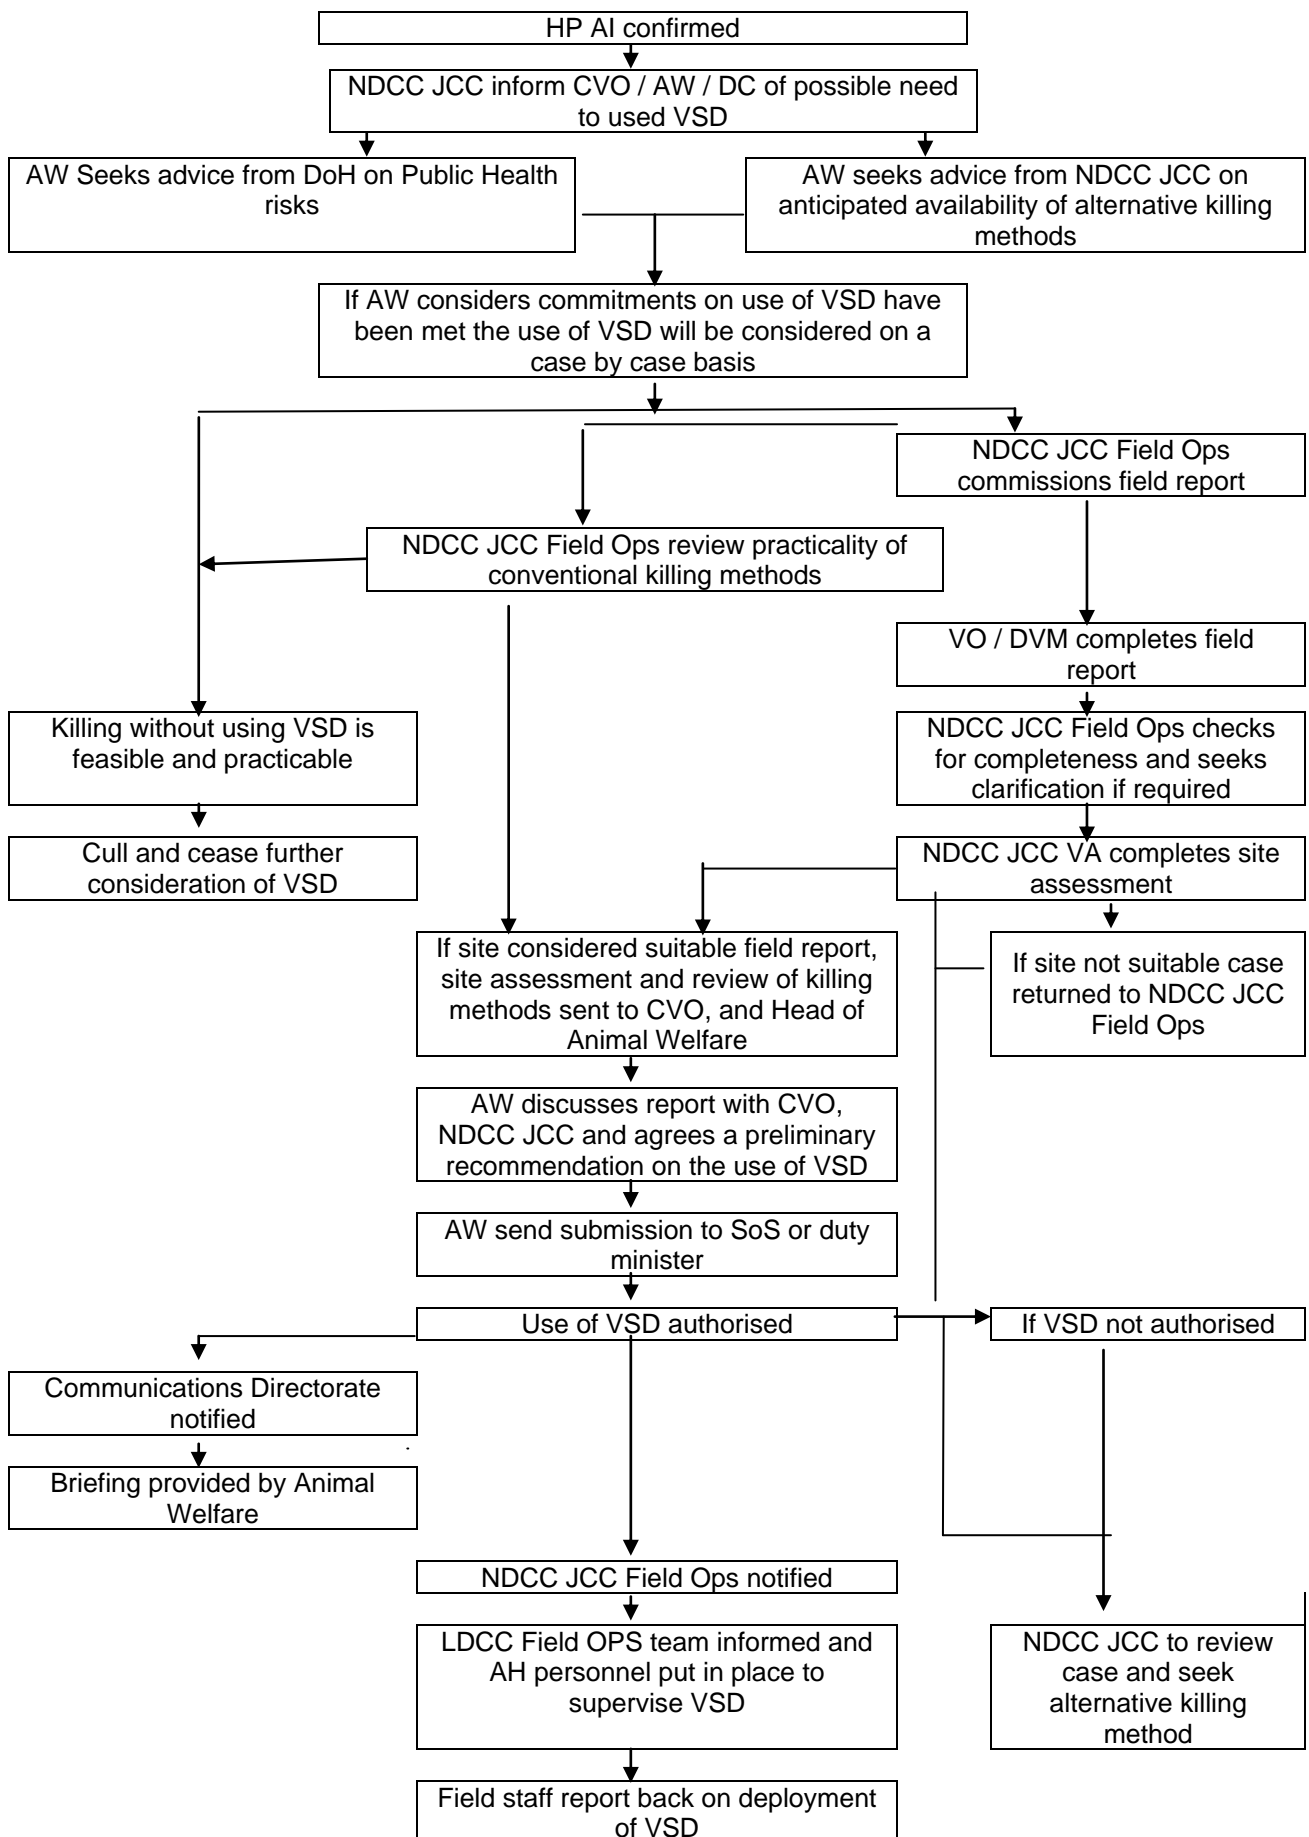 HP AI confirmed
NDCC JCC inform CVO / AW / DC of possible need
to used VSD
AW Seeks advice from DoH on Public Health
risks
AW seeks advice from NDCC JCC on
anticipated availability of alternative killing
methods
If AW considers commitments on use of VSD have
been met the use of VSD will be considered on a
case by case basis
NDCC JCC Field Ops
commissions field report
NDCC JCC Field Ops review practicality of
conventional killing methods
VO / DVM completes field
report
Killing without using VSD is
feasible and practicable
NDCC JCC Field Ops checks
for completeness and seeks
clarification if required
Cull and cease further
consideration of VSD
NDCC JCC VA completes site
assessment
If site considered suitable field report,
site assessment and review of killing
methods sent to CVO, and Head of
Animal Welfare
If site not suitable case
returned to NDCC JCC
Field Ops
AW discusses report with CVO,
NDCC JCC and agrees a preliminary
recommendation on the use of VSD
AW send submission to SoS or duty
minister
Use of VSD authorised
If VSD not authorised
Communications Directorate
notified
Briefing provided by Animal
Welfare
NDCC JCC Field Ops notified
LDCC Field OPS team informed and
AH personnel put in place to
supervise VSD
NDCC JCC to review
case and seek
alternative killing
method
Field staff report back on deployment
of VSD